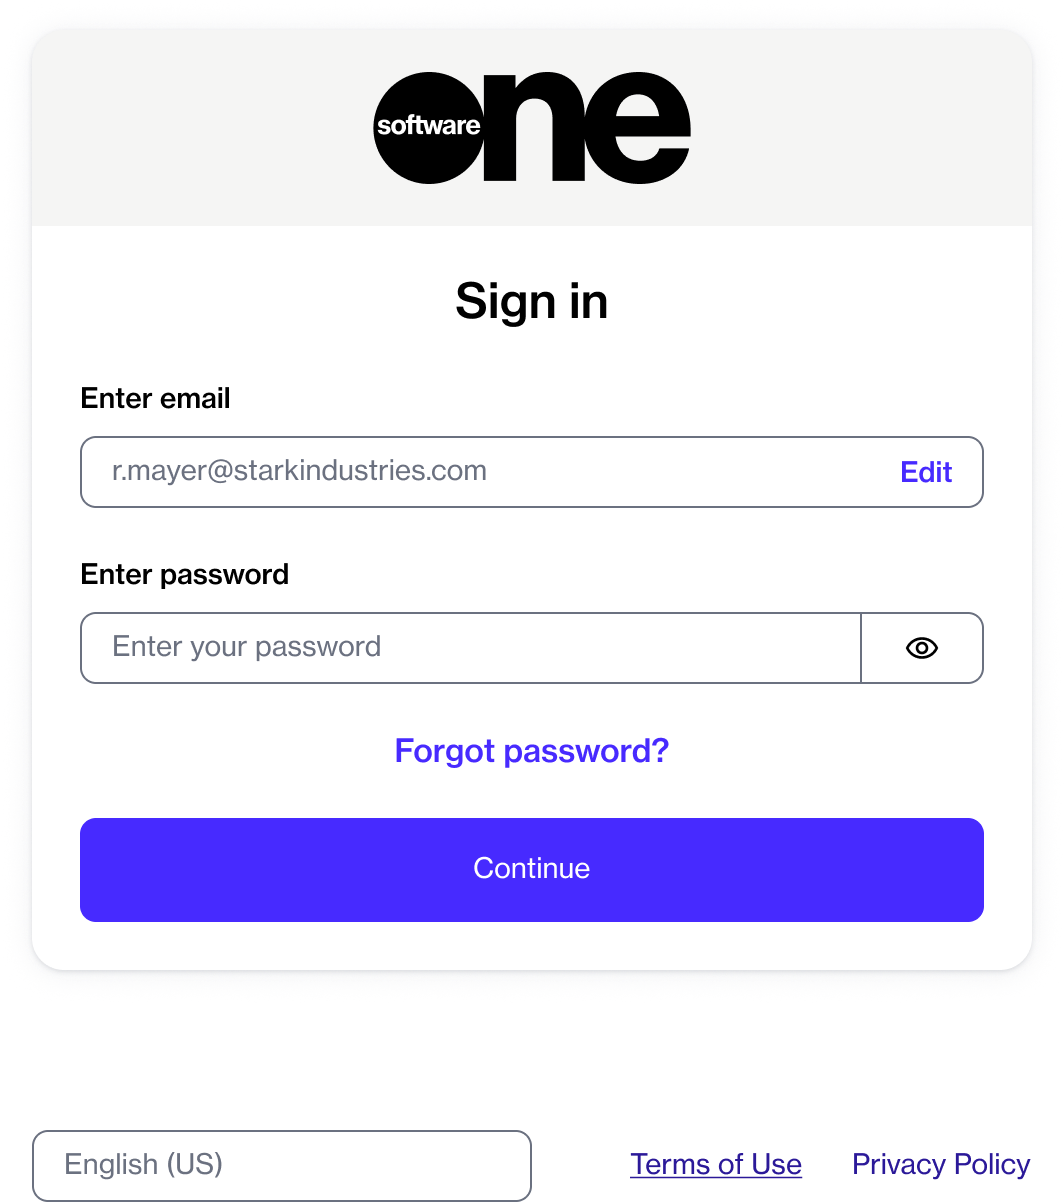 software one
Sign in
Enter email
r.mayer@starkindustries.com Edit
Enter password
Enter your password
Forgot password?
Continue
English (US) Terms of Use Privacy Policy